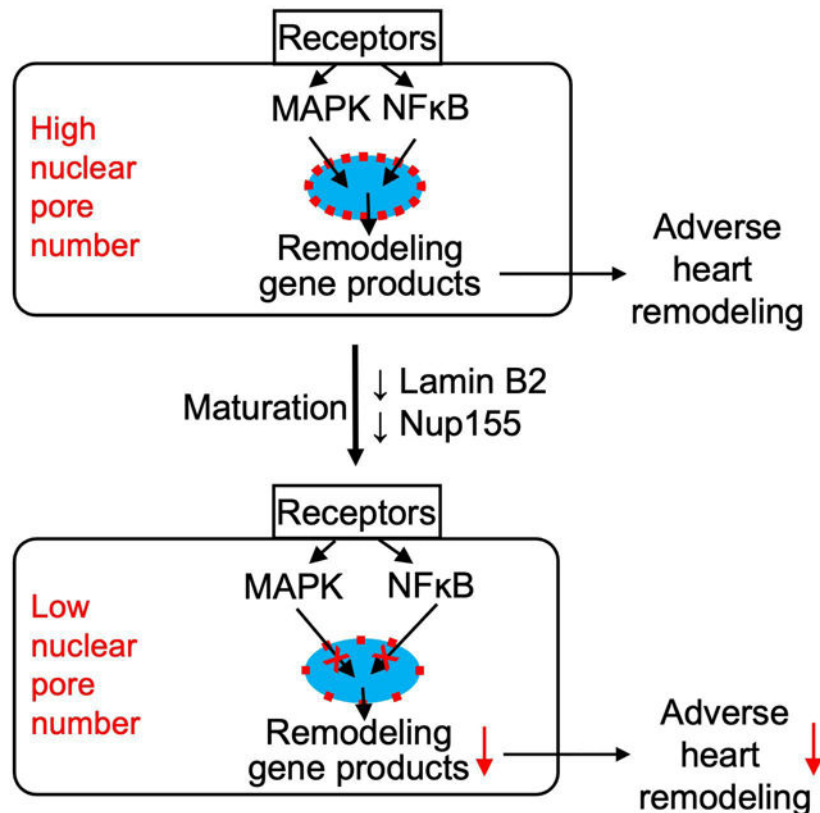 Receptors
MAPK NFκB
High
nuclear
pore
number
Remodeling
gene products
Adverse
heart
remodeling
Maturation
↓ Lamin B2
↓ Nup155
Receptors
MAPK NFκB
Low
nuclear
pore
number
Remodeling
gene products
Adverse
heart
remodeling